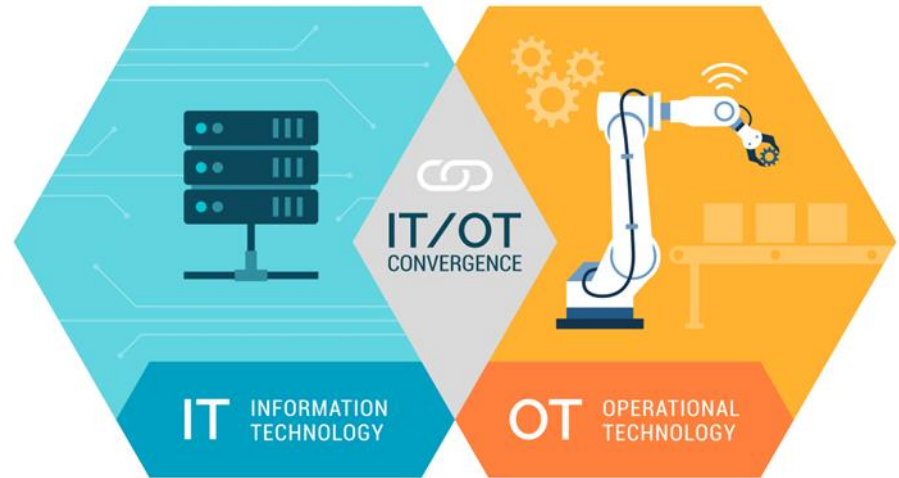 IT/OT
CONVERGENCE
IT
INFORMATION
TECHNOLOGY
OT
OPERATIONAL
TECHNOLOGY